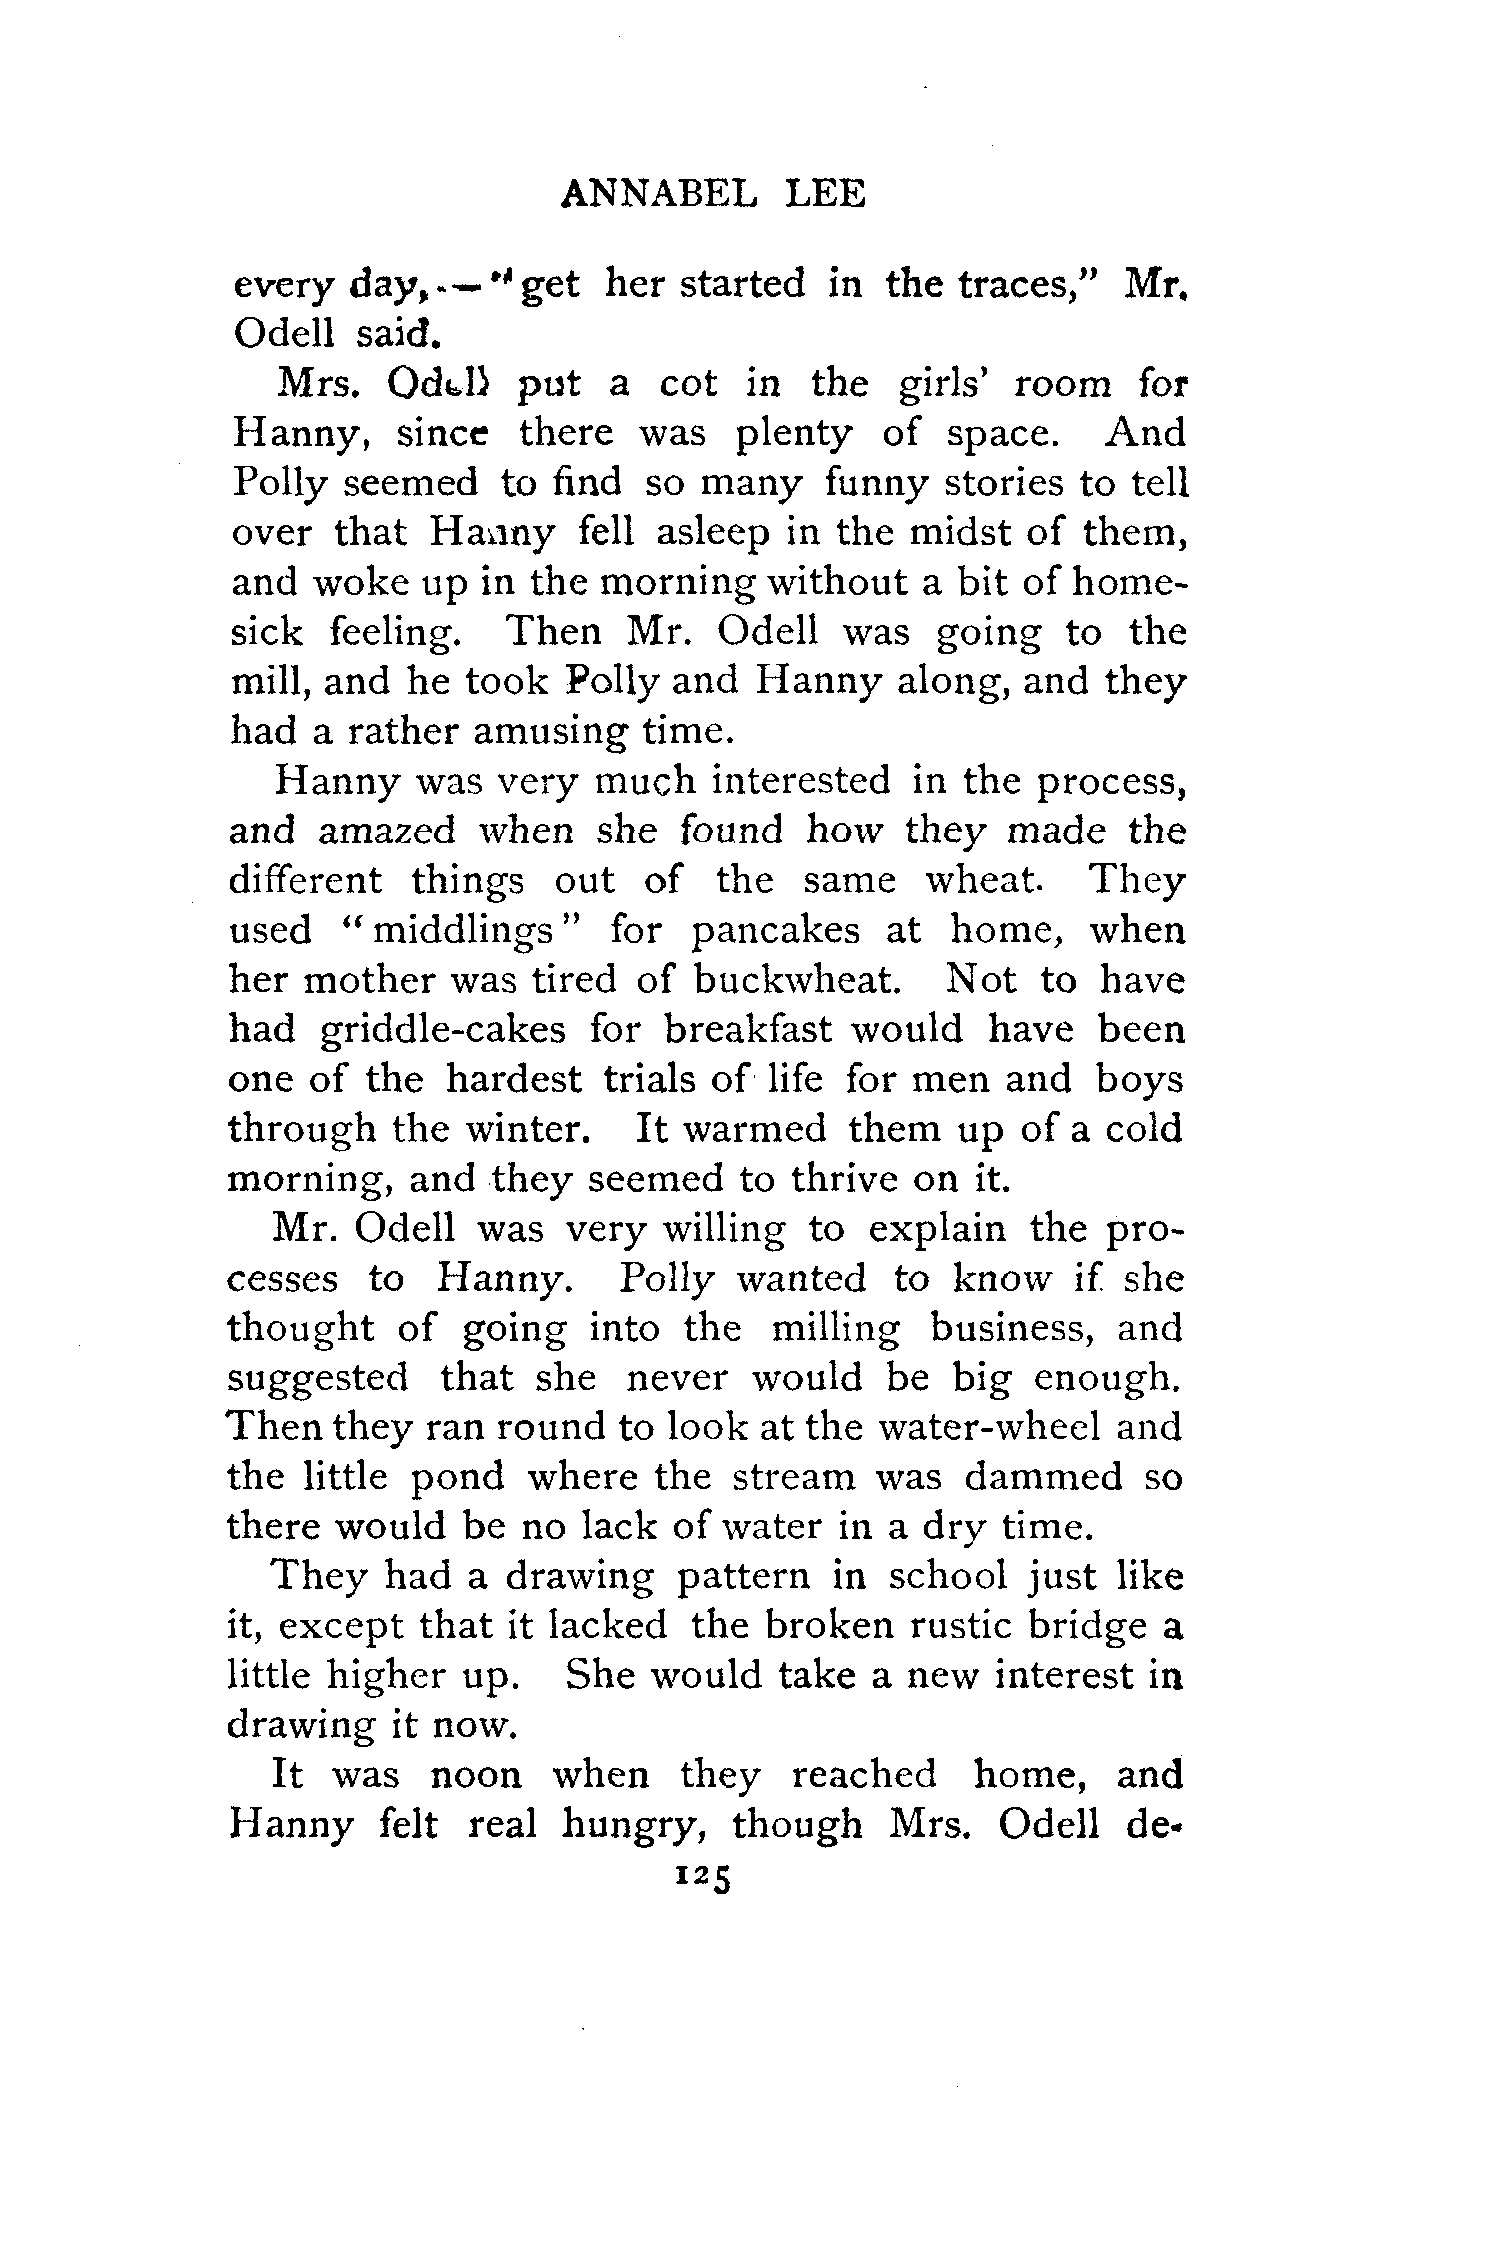 ANNABEL LEE
every day,—"get her started in the traces," Mr.
Odell said.
Mrs. Odell put a cot in the girls' room for
Hanny, since there was plenty of space. And
Polly seemed to find so many funny stories to tell
over that Hanny fell asleep in the midst of them,
and woke up in the morning without a bit of home-
sick feeling. Then Mr. Odell was going to the
mill, and he took Polly and Hanny along, and they
had a rather amusing time.
Hanny was very much interested in the process,
and amazed when she found how they made the
different things out of the same wheat. They
used "middlings" for pancakes at home, when
her mother was tired of buckwheat. Not to have
had griddle-cakes for breakfast would have been
one of the hardest trials of life for men and boys
through the winter. It warmed them up of a cold
morning, and they seemed to thrive on it.
Mr. Odell was very willing to explain the pro-
cesses to Hanny. Polly wanted to know if she
thought of going into the milling business, and
suggested that she never would be big enough.
Then they ran round to look at the water-wheel and
the little pond where the stream was dammed so
there would be no lack of water in a dry time.
They had a drawing pattern in school just like
it, except that it lacked the broken rustic bridge a
little higher up. She would take a new interest in
drawing it now.
It was noon when they reached home, and
Hanny felt real hungry, though Mrs. Odell de-
125